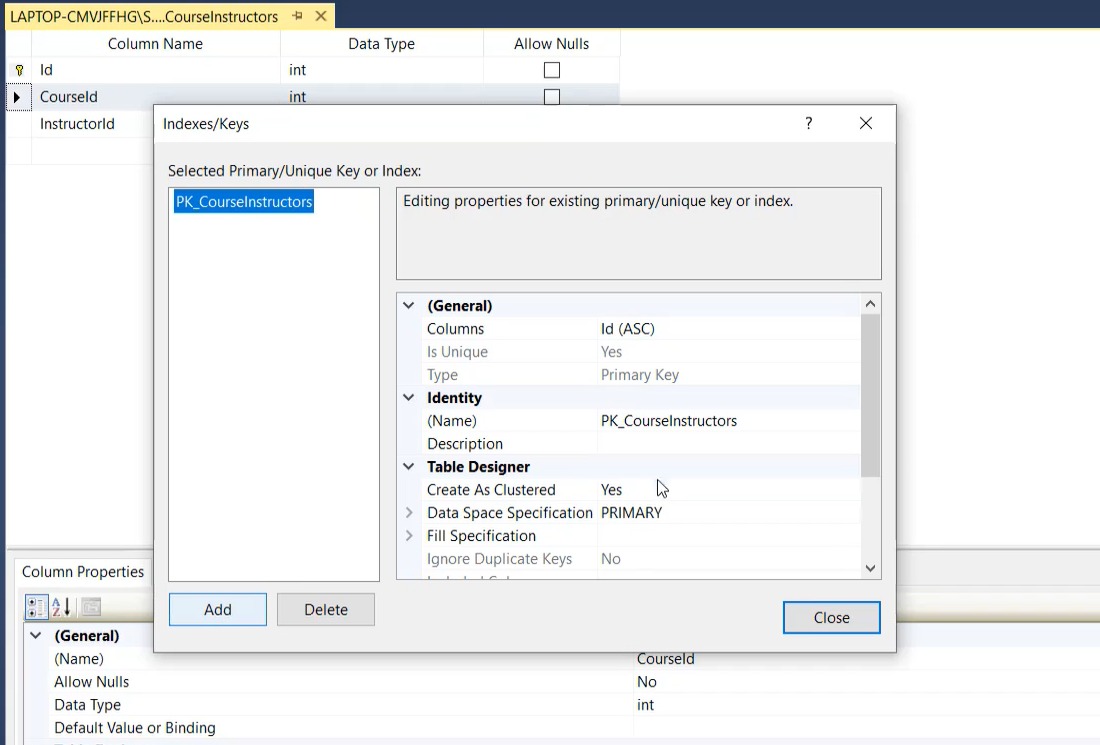 LAPTOP-CMVJFFHG\S....CourseInstructors
Column Name Data Type Allow Nulls
Id int
CourseId int
InstructorId
Indexes/Keys ?
Selected Primary/Unique Key or Index:
PK_CourseInstructors
Editing properties for existing primary/unique key or index.
(General)
Columns Id (ASC)
Is Unique Yes
Type Primary Key
Identity
(Name) PK_CourseInstructors
Description
Table Designer
Create As Clustered Yes
Data Space Specification PRIMARY
Fill Specification
Ignore Duplicate Keys No
Add Delete
Close
Column Properties
(General)
(Name) CourseId
Allow Nulls No
Data Type int
Default Value or Binding